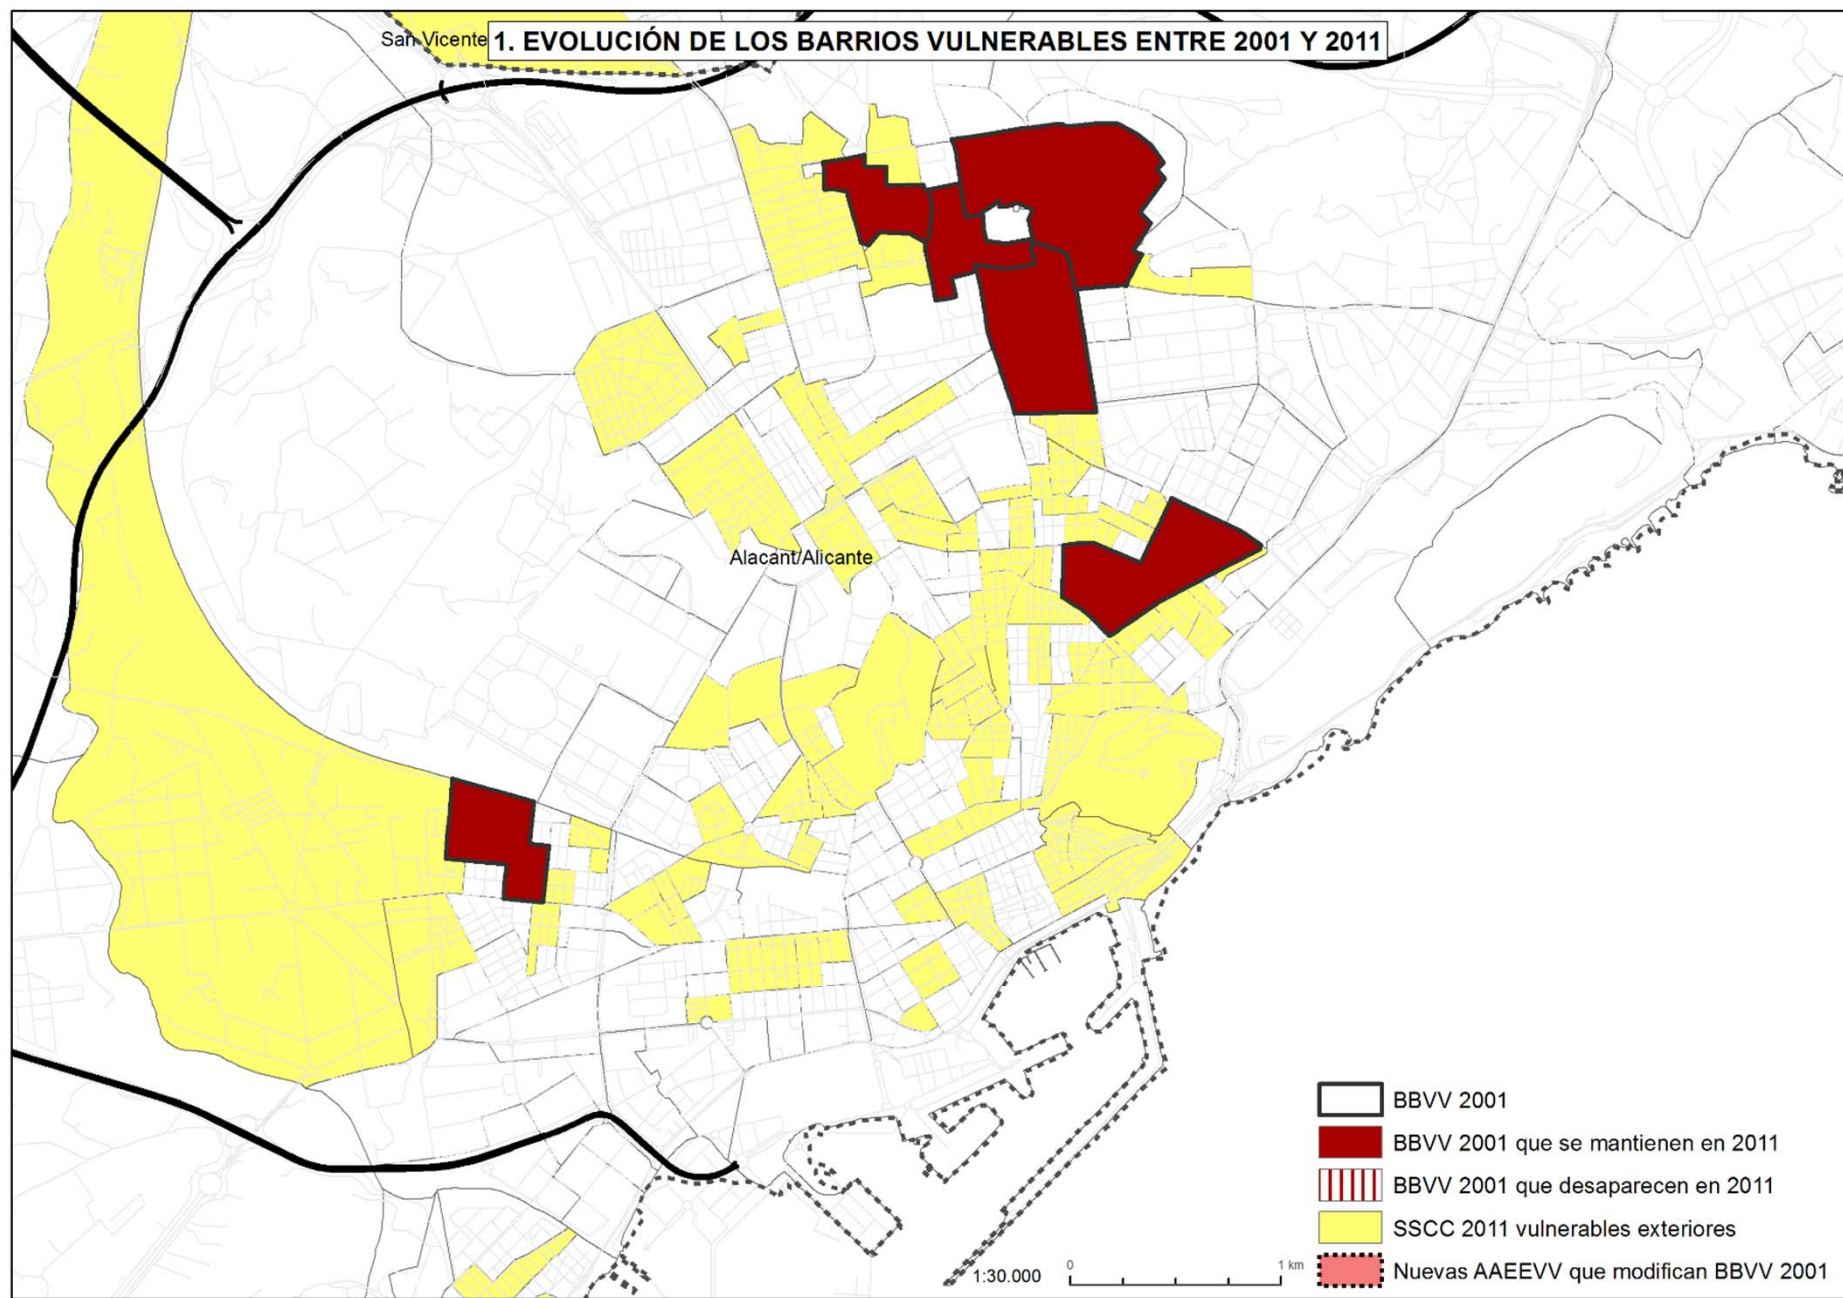 San Vicente
1. EVOLUCIÓN DE LOS BARRIOS VULNERABLES ENTRE 2001 Y 2011
Alacant/Alicante
BBVV 2001
BBVV 2001 que se mantienen en 2011
BBVV 2001 que desaparecen en 2011
SSCC 2011 vulnerables exteriores
Nuevas AAEEVV que modifican BBVV 2001
1:30.000
0
1 km